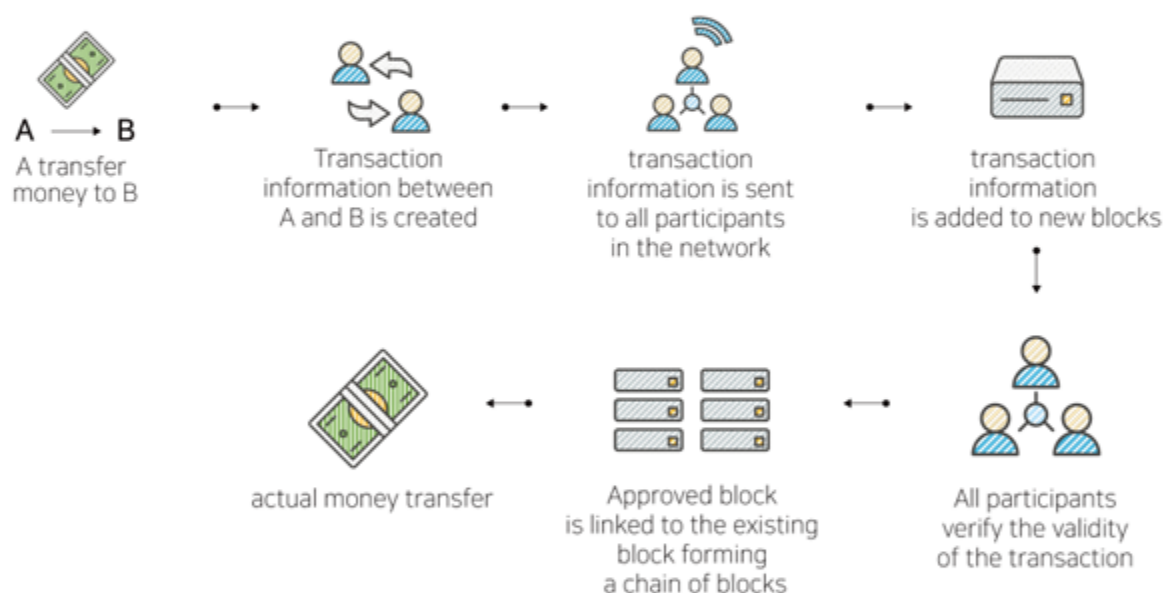 A B
A transfer
money to B
Transaction
information between
A and B is created
transaction
information is sent
to all participants
in the network
transaction
information
is added to new blocks
All participants
verify the validity
of the transaction
Approved block
is linked to the existing
block forming
a chain of blocks
actual money transfer